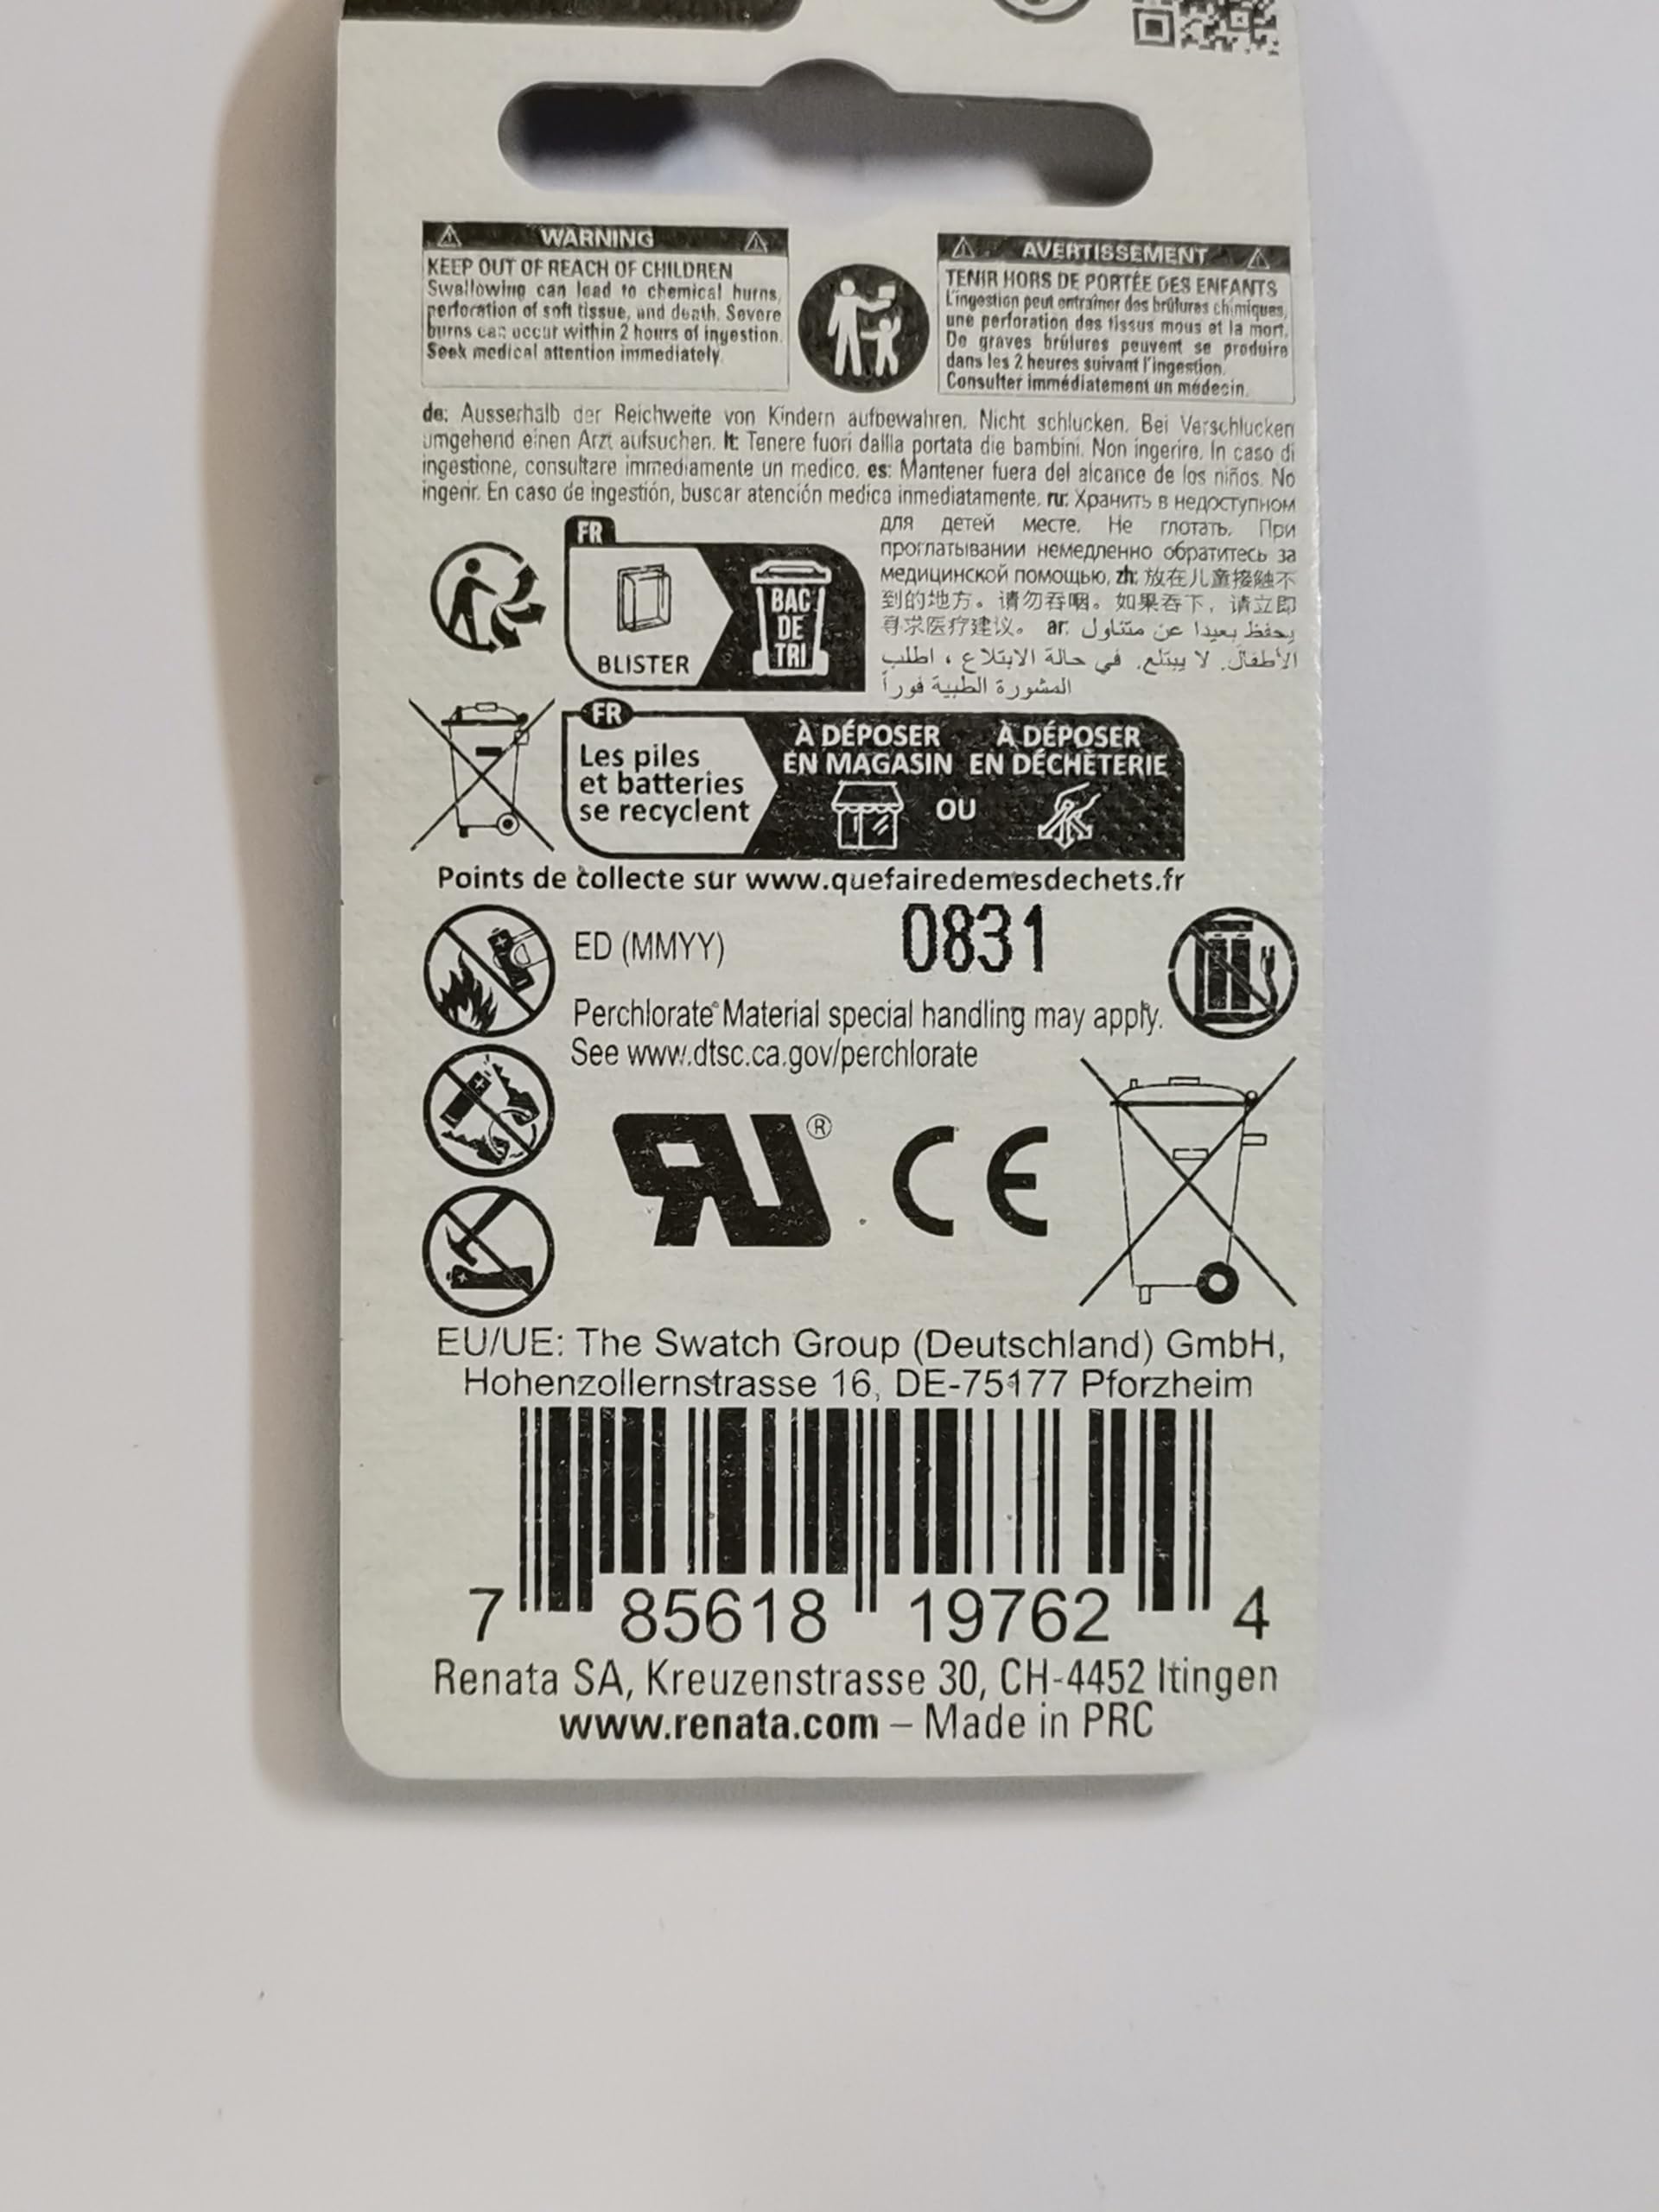 WARNING
KEEP OUT OF REACH OF CHILDREN
Swallowing can lead to chemical burns,
perforation of soft tissue, and death. Severe
burns can occur within 2 hours of ingestion.
Seek medical attention immediately.
AVERTISSEMENT
TENIR HORS DE PORTÉE DES ENFANTS
L'ingestion peut entraîner des brûlures chimiques,
une perforation des tissus mous et la mort.
De graves brûlures peuvent se produire
dans les 2 heures suivant l'ingestion.
Consulter immédiatement un médecin.
de: Ausserhalb der Reichweite von Kindern aufbewahren. Nicht schlucken. Bei Verschlucken
umgehend einen Arzt aufsuchen. It: Tenere fuori dallla portata die bambini. Non ingerire. In caso di
ingestione, consultare immediamente un medico. es: Mantener fuera del alcance de los niños. No
ingerir. En caso de ingestión, buscar atención medica inmediatamente. ru: Хранить в недоступном
для детей месте. Не глотать. При
проглатывании немедленно обратитесь за
медицинской помощью. zh: 放在儿童接触不
到的地方。请勿吞咽。如果吞下，请立即
寻求医疗建议。 ar: يحفظ بعيدا عن متناول
الأطفال. لا يبتلع. في حالة الابتلاع ، اطلب
المشورة الطبية فوراً
FR
BLISTER
BAC
DE
TRI
FR
Les piles
et batteries
se recyclent
À DÉPOSER
EN MAGASIN
OU
À DÉPOSER
EN DÉCHÈTERIE
Points de collecte sur www.quefairedemesdechets.fr
ED (MMYY) 0831
Perchlorate Material special handling may apply.
See www.dtsc.ca.gov/perchlorate
RU® CE
EU/UE: The Swatch Group (Deutschland) GmbH,
Hohenzollernstrasse 16, DE-75177 Pforzheim
7 85618 19762 4
Renata SA, Kreuzenstrasse 30, CH-4452 Itingen
www.renata.com – Made in PRC